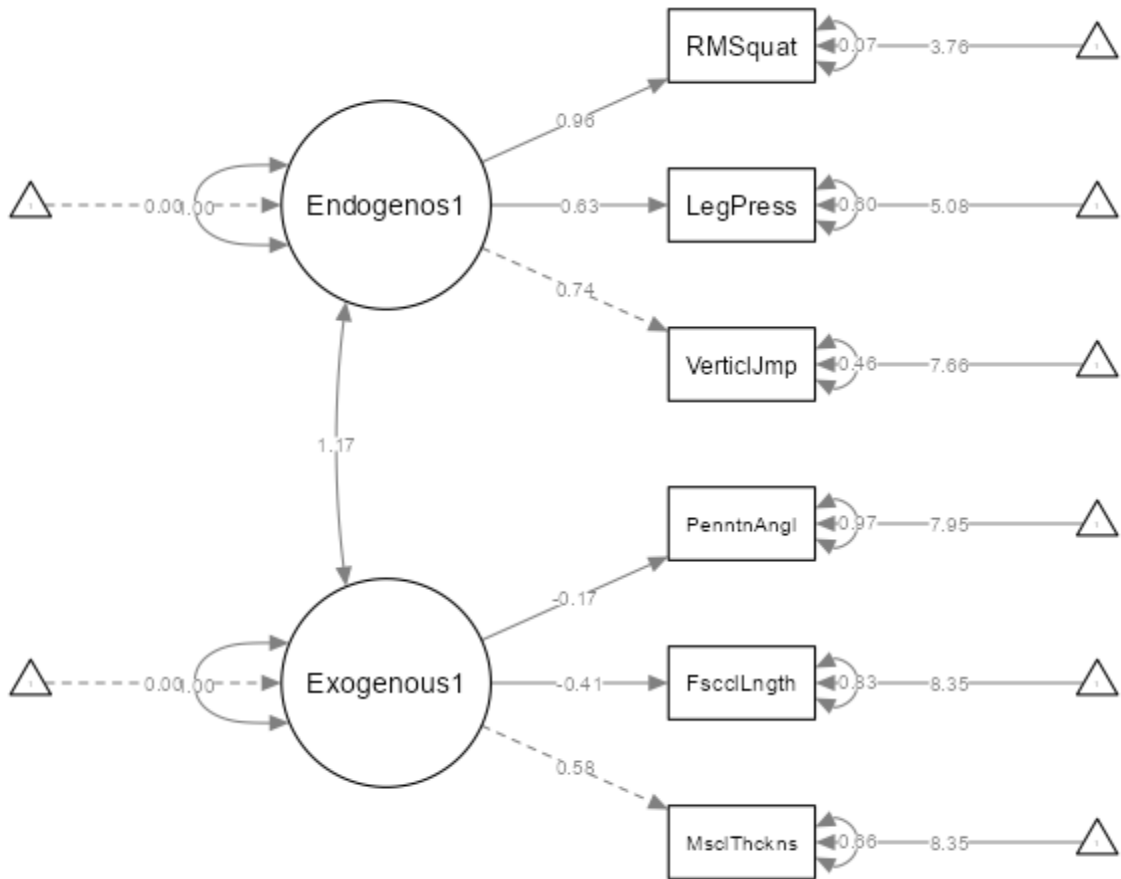 RMSquat
0.07
3.76
0.96
0.00
1.00
Endogenos1
0.63
LegPress
0.60
5.08
0.74
VerticlJmp
0.46
7.66
1.17
PenntnAngl
0.97
7.95
-0.17
0.00
1.00
Exogenous1
-0.41
FscclLngth
0.83
8.35
0.58
MsclThckns
0.66
8.35